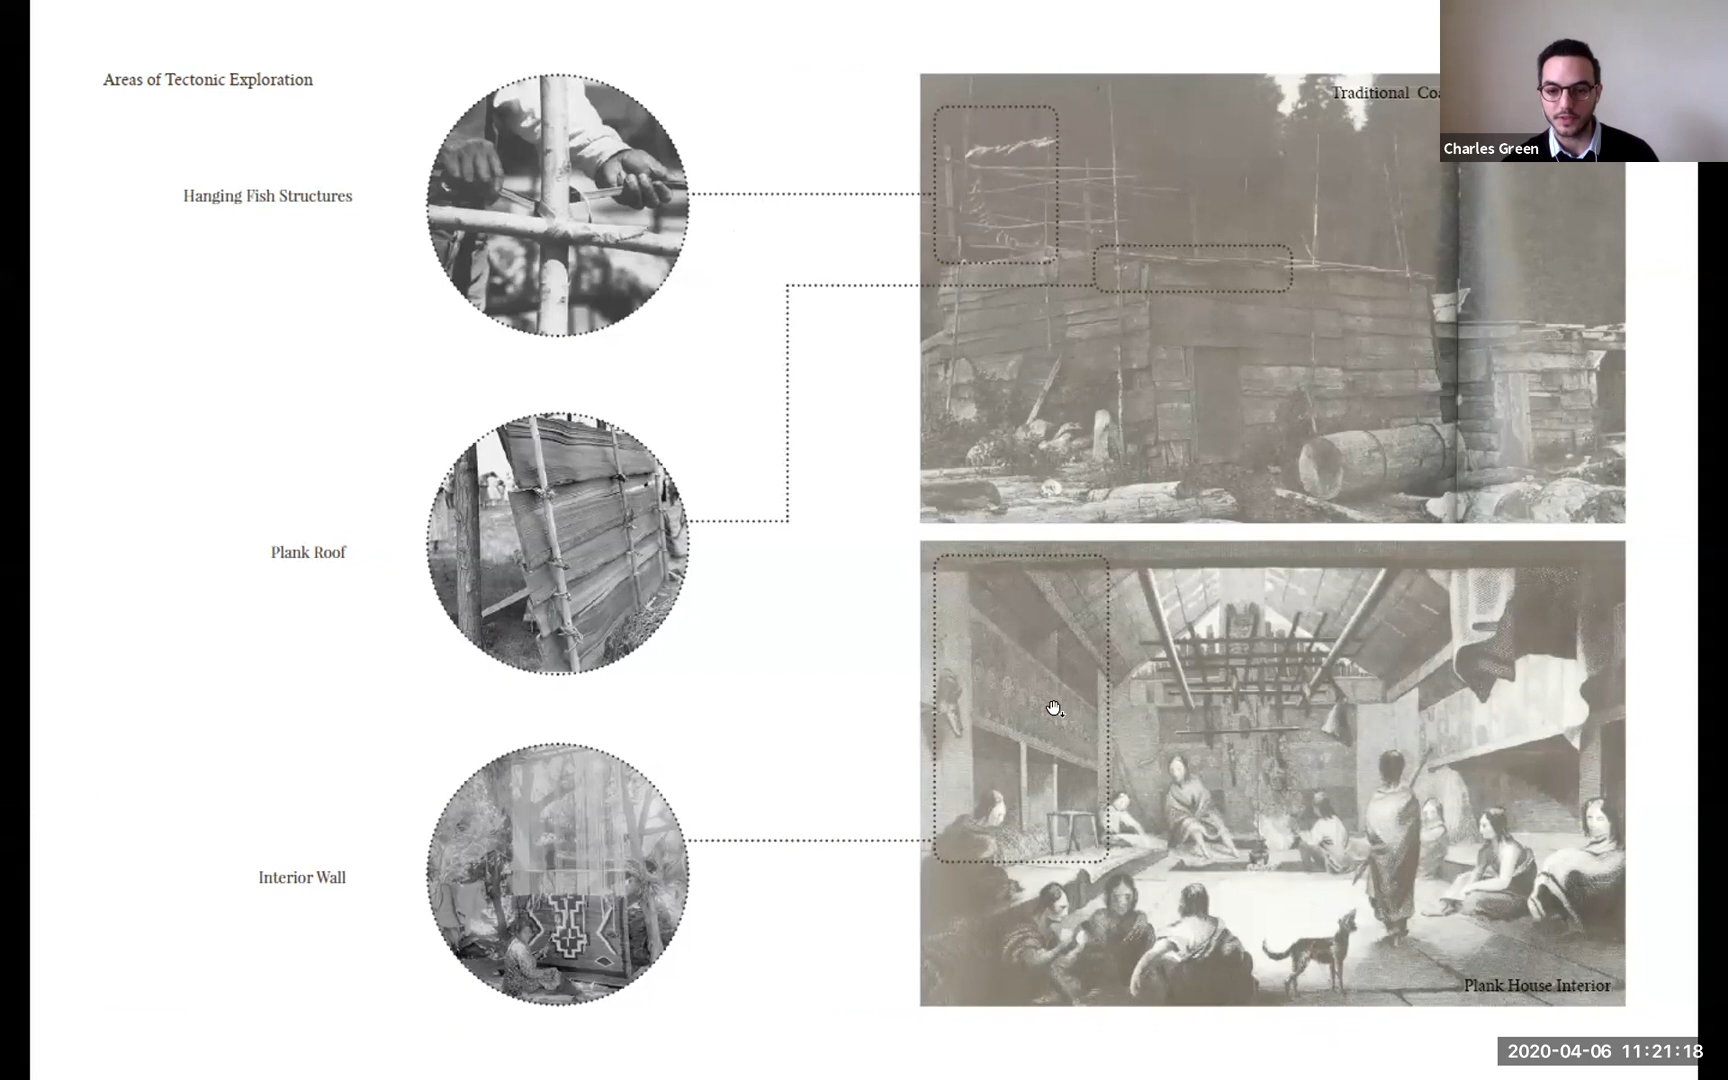 Areas of Tectonic Exploration
Traditional
Charles Green
Hanging Fish Structures
Plank Roof
Interior Wall
Plank House Interior
2020-04-06 11:21:18